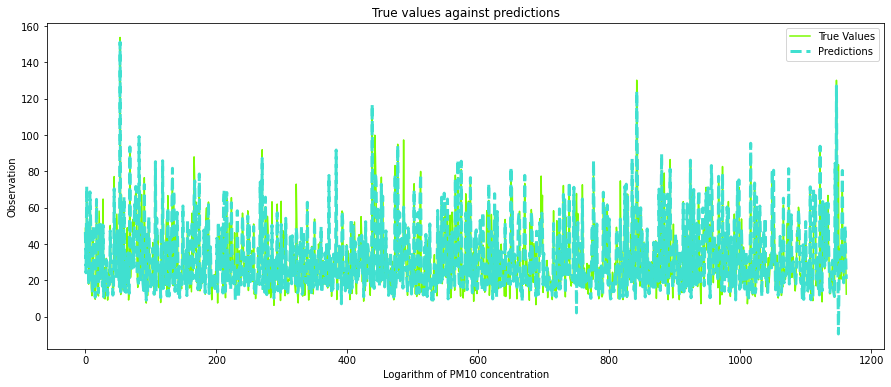 True values against predictions
True Values
Predictions
Observation
160
140
120
100
80
60
40
20
0
0 200 400 600 800 1000 1200
Logarithm of PM10 concentration